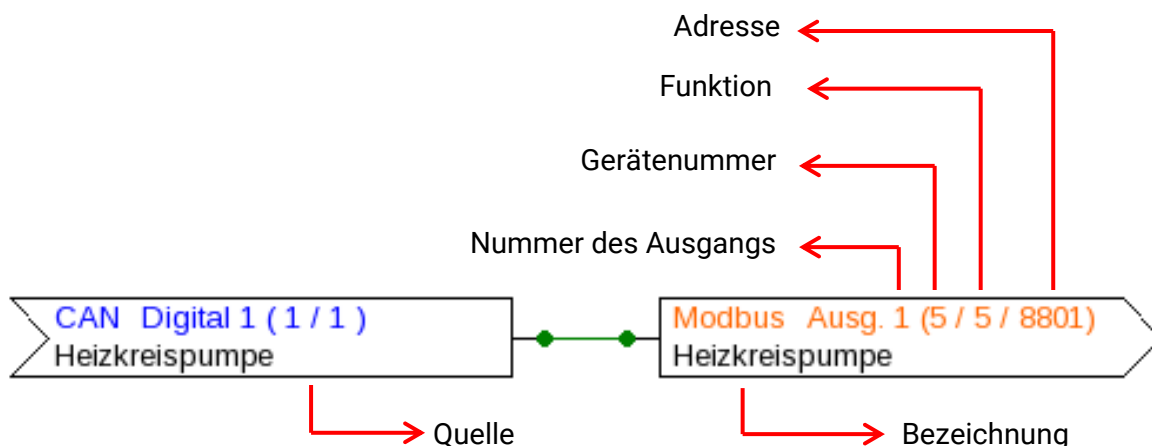 Adresse
Funktion
Gerätenummer
Nummer des Ausgangs
CAN Digital 1 ( 1 / 1 )
Heizkreispumpe
Modbus Ausg. 1 (5 / 5 / 8801)
Heizkreispumpe
Quelle
Bezeichnung